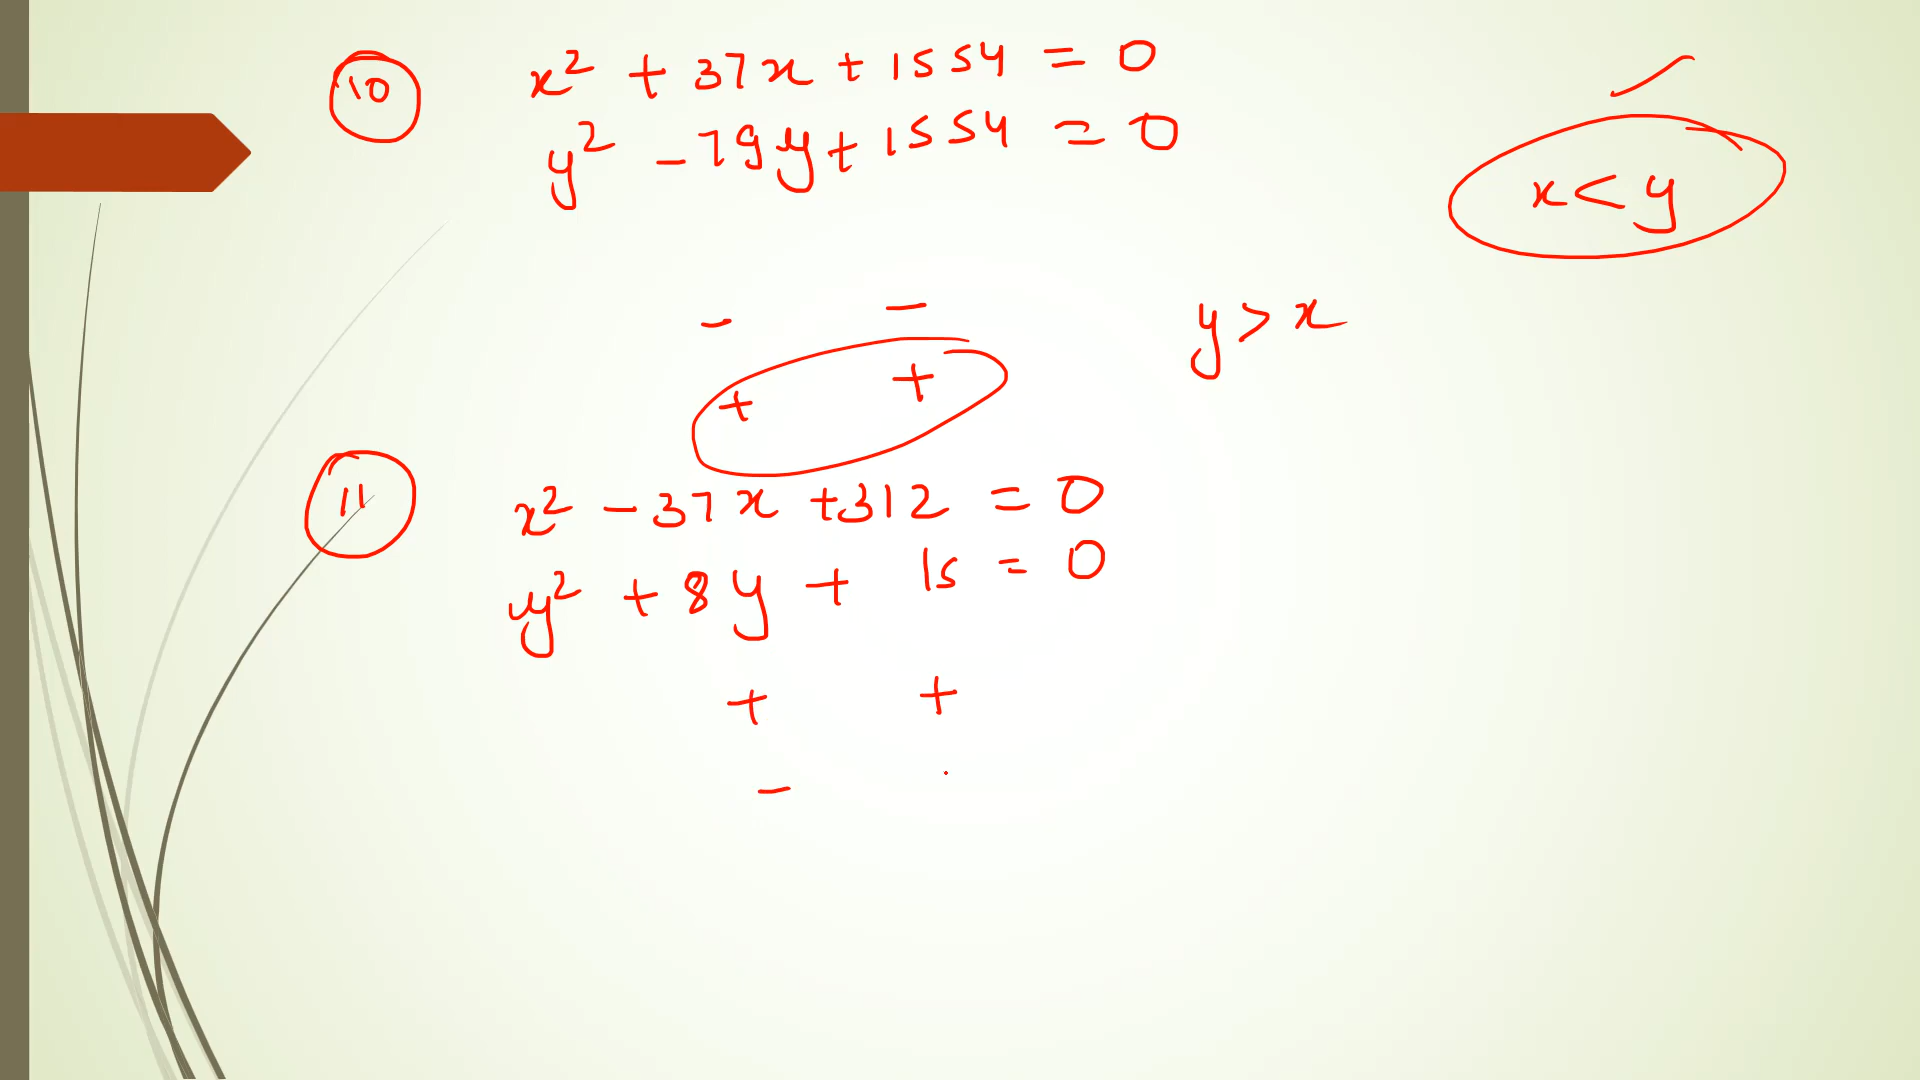 10
x² + 37x + 1554 = 0
y² - 79y + 1554 = 0
x < y
- -
y > x
+ +
11
x² - 37x + 312 = 0
y² + 8y + 15 = 0
+ +
-